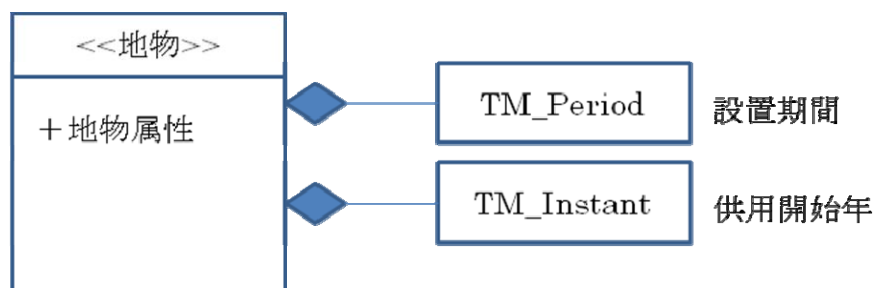 <<地物>>
＋地物属性
TM_Period
設置期間
TM_Instant
供用開始年